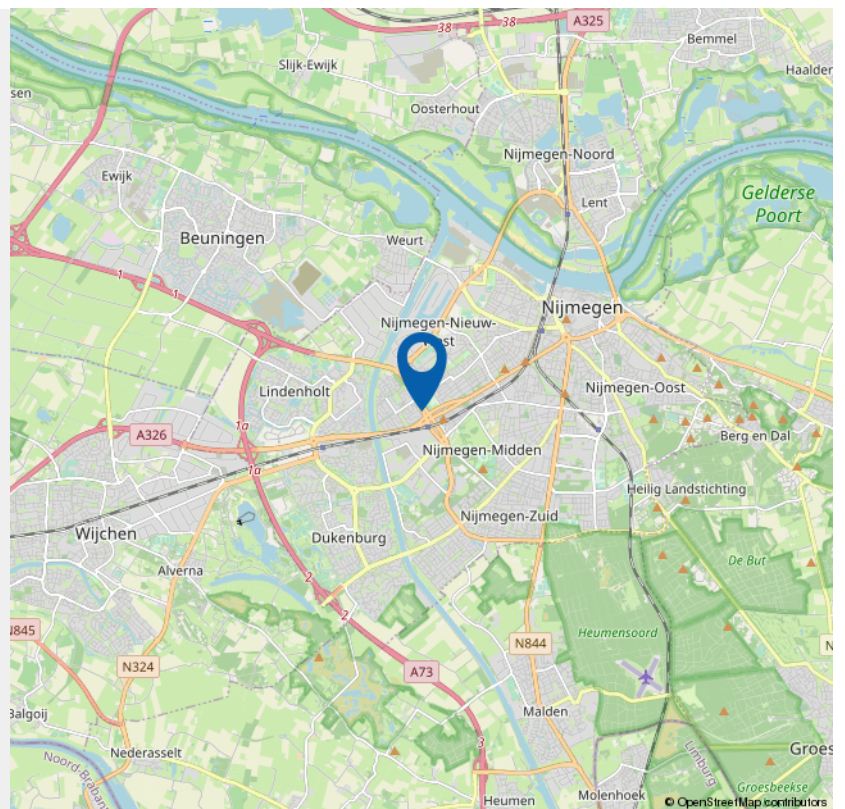 38
38
A325
Bemmel
Slijk-Ewijk
Haalder
sen
Oosterhout
Nijmegen-Noord
Ewijk
Lent
Gelderse
Poort
Beuningen
Weurt
1
1
Nijmegen
Nijmegen-Nieuw-
Lindenholt
Nijmegen-Oost
1a
A326
Berg en Dal
Nijmegen-Midden
1a
Heilig Landstichting
Nijmegen-Zuid
Wijchen
Dukenburg
De But
Alverna
2
2
N845
Heumensoord
N844
N
N324
A73
Malden
Balgoij
3
Nederasselt
Groes
Noord-Braban
Limburg
Heumen
Molenhoek
Groesbeekse
© OpenStreetMap contributors